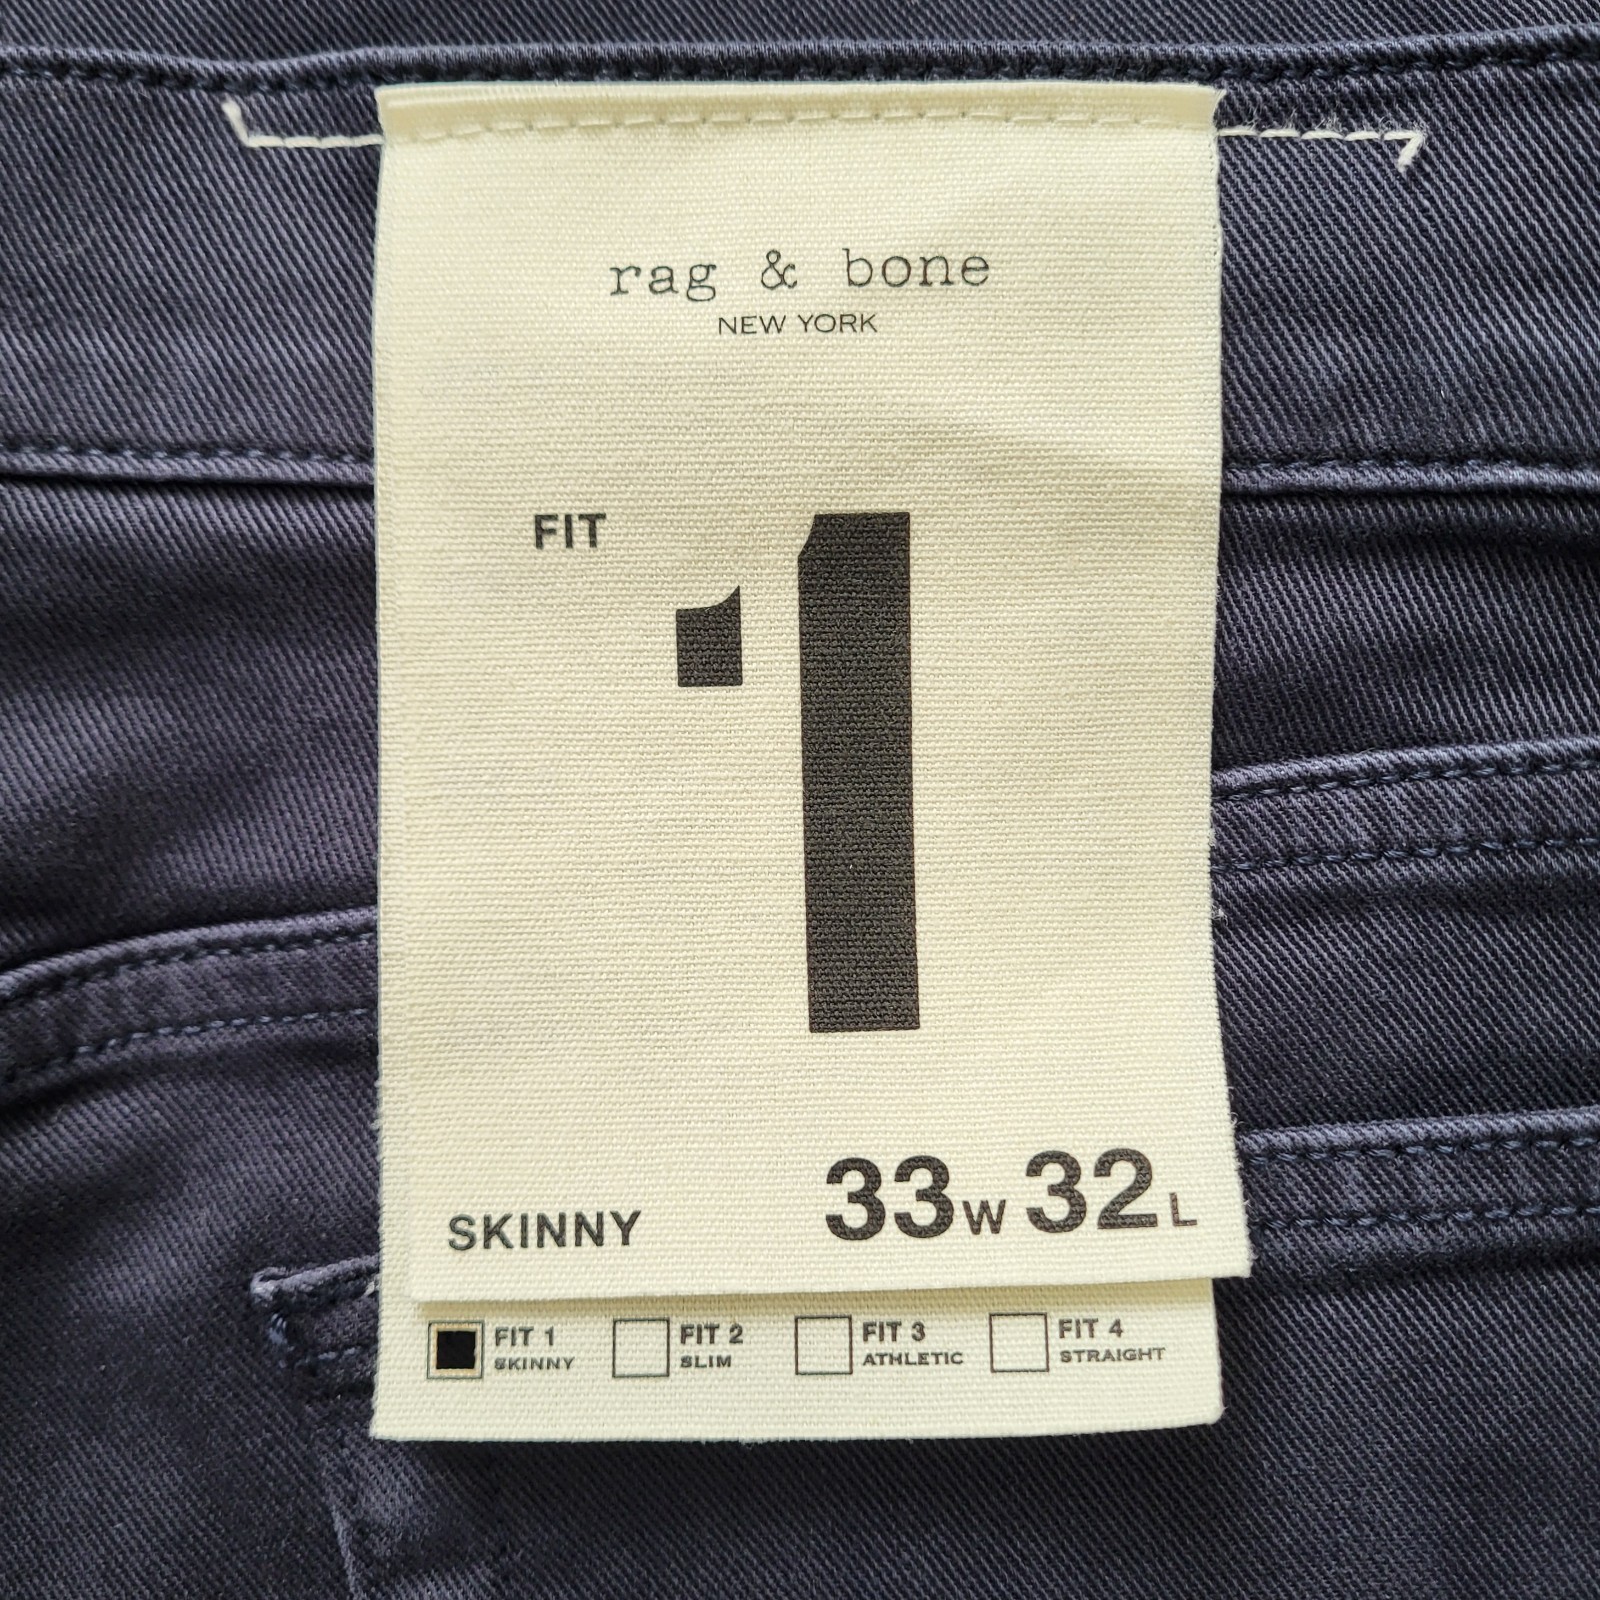 rag & bone
NEW YORK
FIT
1
SKINNY 33W 32L
FIT 1 FIT 2 FIT 3 FIT 4
SKINNY SLIM ATHLETIC STRAIGHT